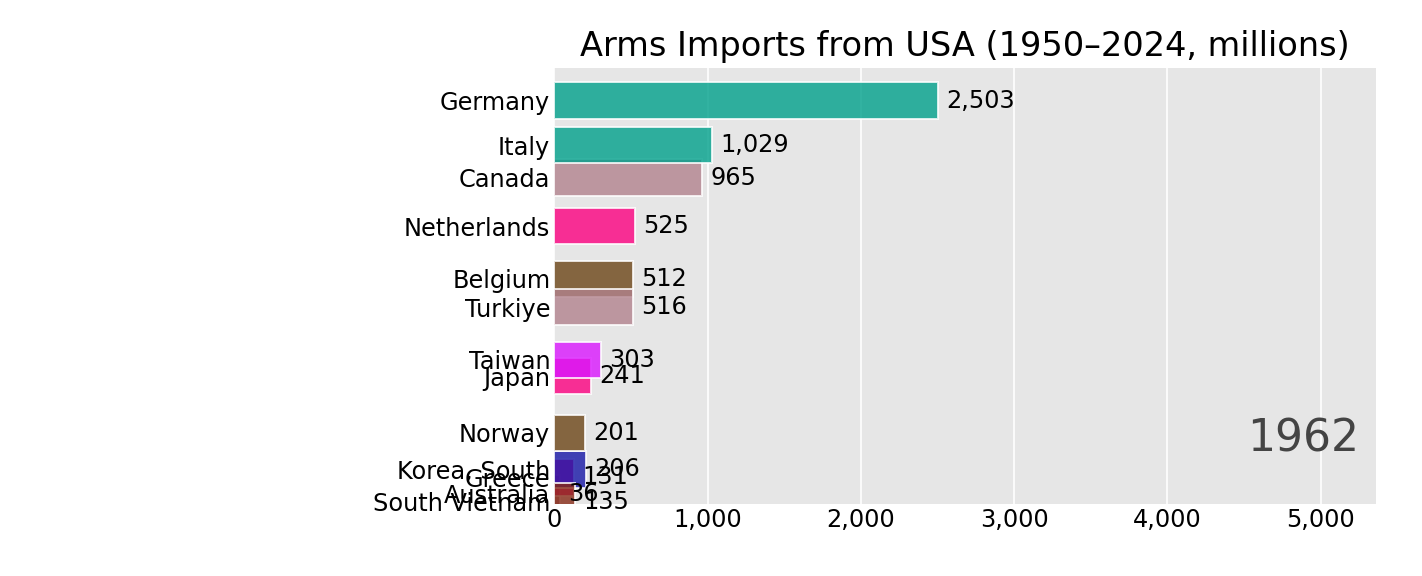 Arms Imports from USA (1950–2024, millions)
Germany 2,503
Italy 1,029
Canada 965
Netherlands 525
Belgium 512
Turkiye 516
Taiwan 303
Japan 241
Norway 201
1962
Korea, South 206
Greece 131
Australia 36
South Vietnam 135
0 1,000 2,000 3,000 4,000 5,000